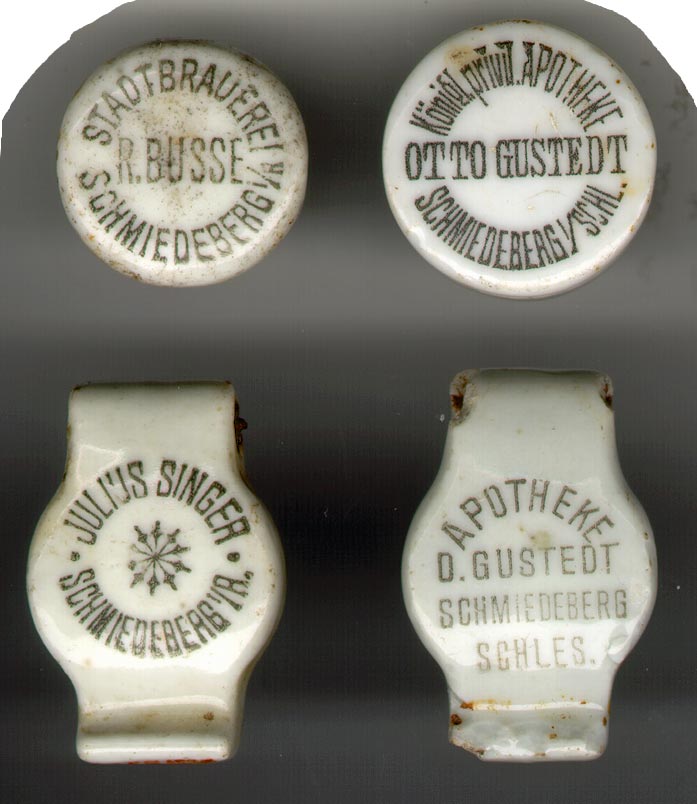 STADTBRAUEREI
R. BUSSE
SCHMIEDEBERG I/R
Königl. privil. APOTHEKE
OTTO GUSTEDT
SCHMIEDEBERG I/SCHL.
JULIUS SINGER
SCHMIEDEBERG I/R.
APOTHEKE,
O. GUSTEDT
SCHMIEDEBERG
SCHLES.